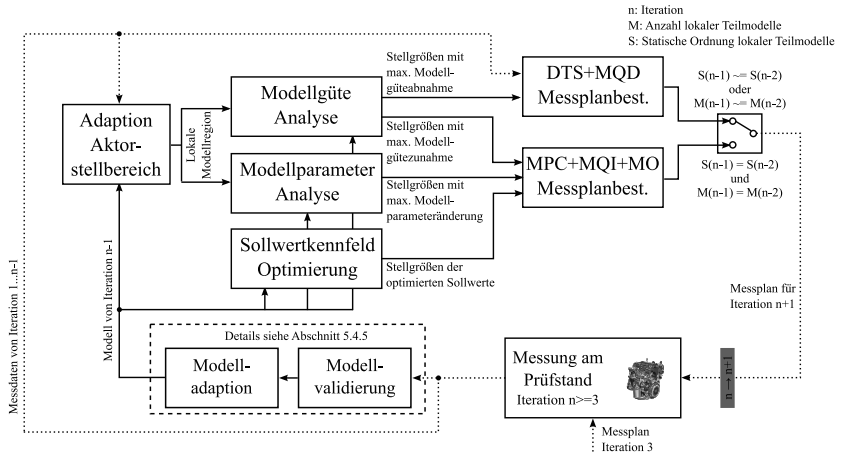 n: Iteration
M: Anzahl lokaler Teilmodelle
S: Statische Ordnung lokaler Teilmodelle
Stellgrößen mit
max. Modell-
güteabnahme
DTS+MQD
Messplanbest.
S(n-1) ~= S(n-2)
oder
M(n-1) ~= M(n-2)
Modellgüte
Analyse
Adaption
Aktor-
stellbereich
Lokale
Modellregion
Stellgrößen mit
max. Modell-
gütezunahme
MPC+MQI+MO
Messplanbest.
S(n-1) = S(n-2)
und
M(n-1) = M(n-2)
Modellparameter
Analyse
Stellgrößen mit
max. Modell-
parameteränderung
Sollwertkennfeld
Optimierung
Stellgrößen der
optimierten Sollwerte
Messdaten von Iteration 1...n-1
Modell von Iteration n-1
Messplan für
Iteration n+1
Details siehe Abschnitt 5.4.5
Modell-
adaption
Modell-
validierung
Messung am
Prüfstand
Iteration n>=3
n → n+1
Messplan
Iteration 3